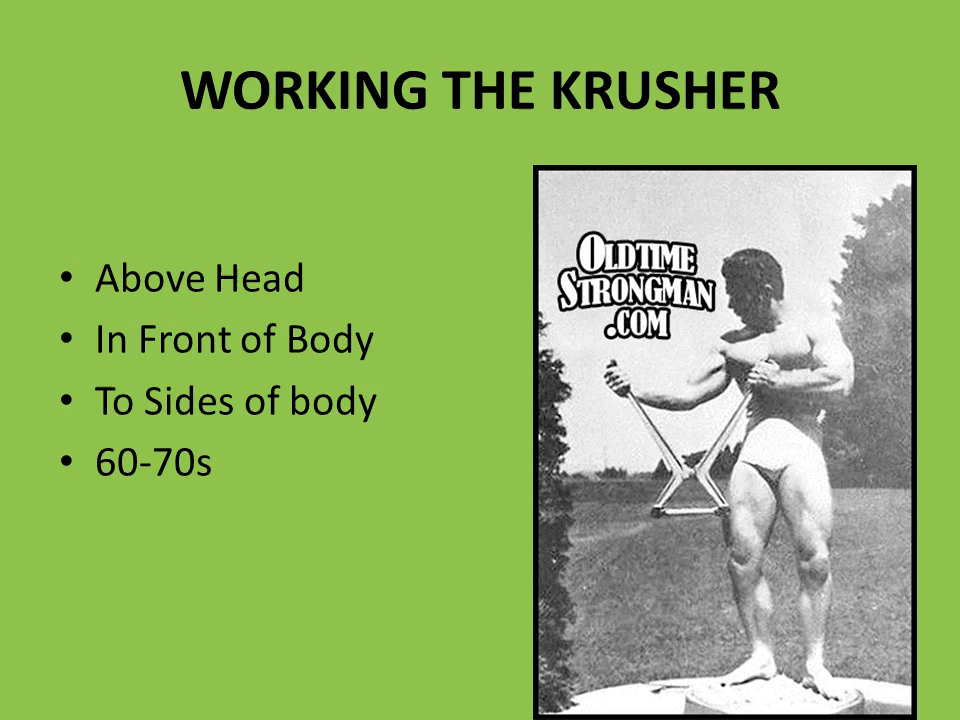 WORKING THE KRUSHER
• Above Head
• In Front of Body
• To Sides of body
• 60-70s
OLDTIME
STRONGMAN
.COM